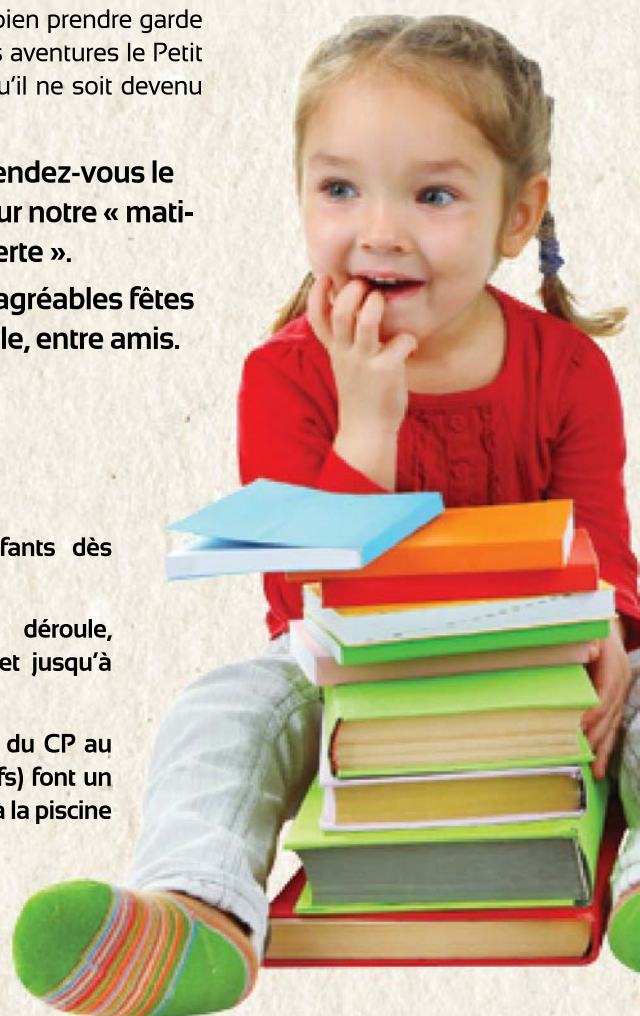 bien prendre garde
s aventures le Petit
u'il ne soit devenu
endez-vous le
ur notre « mati-
erte ».
agréables fêtes
le, entre amis.
fants dès
déroule,
et jusqu'à
du CP au
fs) font un
à la piscine